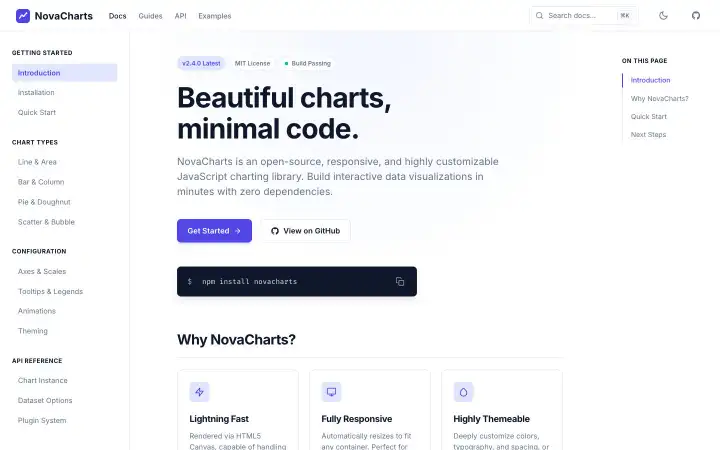 NovaCharts
Docs
Guides
API
Examples
Search docs...
⌘K
GETTING STARTED
Introduction
Installation
Quick Start
CHART TYPES
Line & Area
Bar & Column
Pie & Doughnut
Scatter & Bubble
CONFIGURATION
Axes & Scales
Tooltips & Legends
Animations
Theming
API REFERENCE
Chart Instance
Dataset Options
Plugin System
v2.4.0 Latest
MIT License
Build Passing
Beautiful charts,
minimal code.
NovaCharts is an open-source, responsive, and highly customizable
JavaScript charting library. Build interactive data visualizations in
minutes with zero dependencies.
Get Started →
View on GitHub
$ npm install novacharts
Why NovaCharts?
Lightning Fast
Rendered via HTML5
Canvas, capable of handling
Fully Responsive
Automatically resizes to fit
any container. Perfect for
Highly Themeable
Deeply customize colors,
typography, and spacing, or
ON THIS PAGE
Introduction
Why NovaCharts?
Quick Start
Next Steps